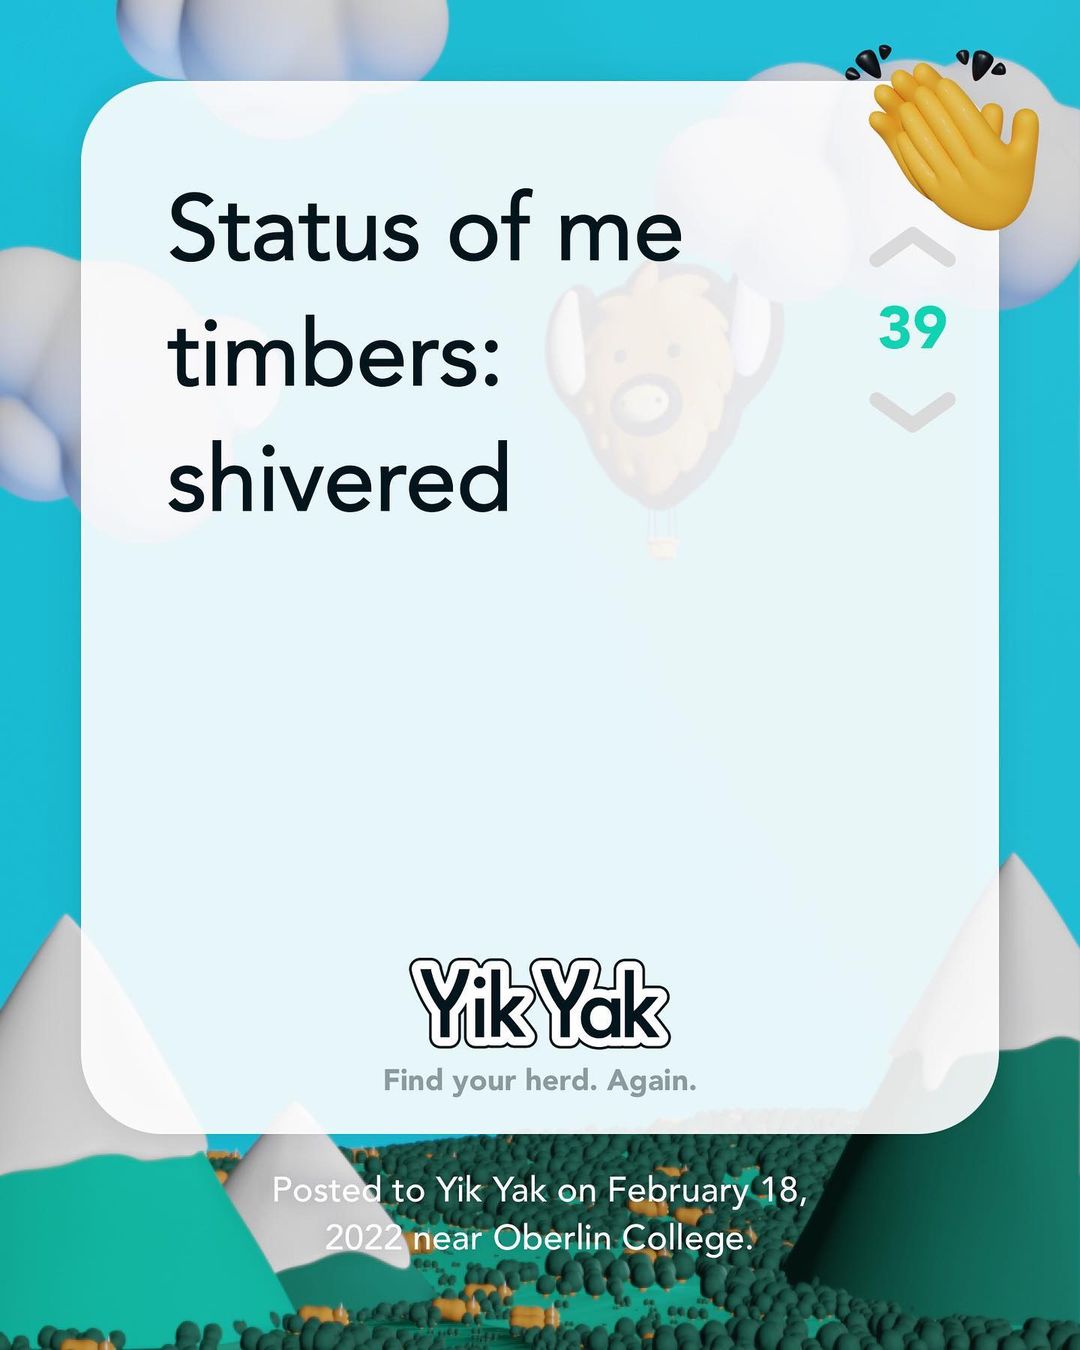 Status of me
timbers:
shivered
39
Yik Yak
Find your herd. Again.
Posted to Yik Yak on February 18,
2022 near Oberlin College.